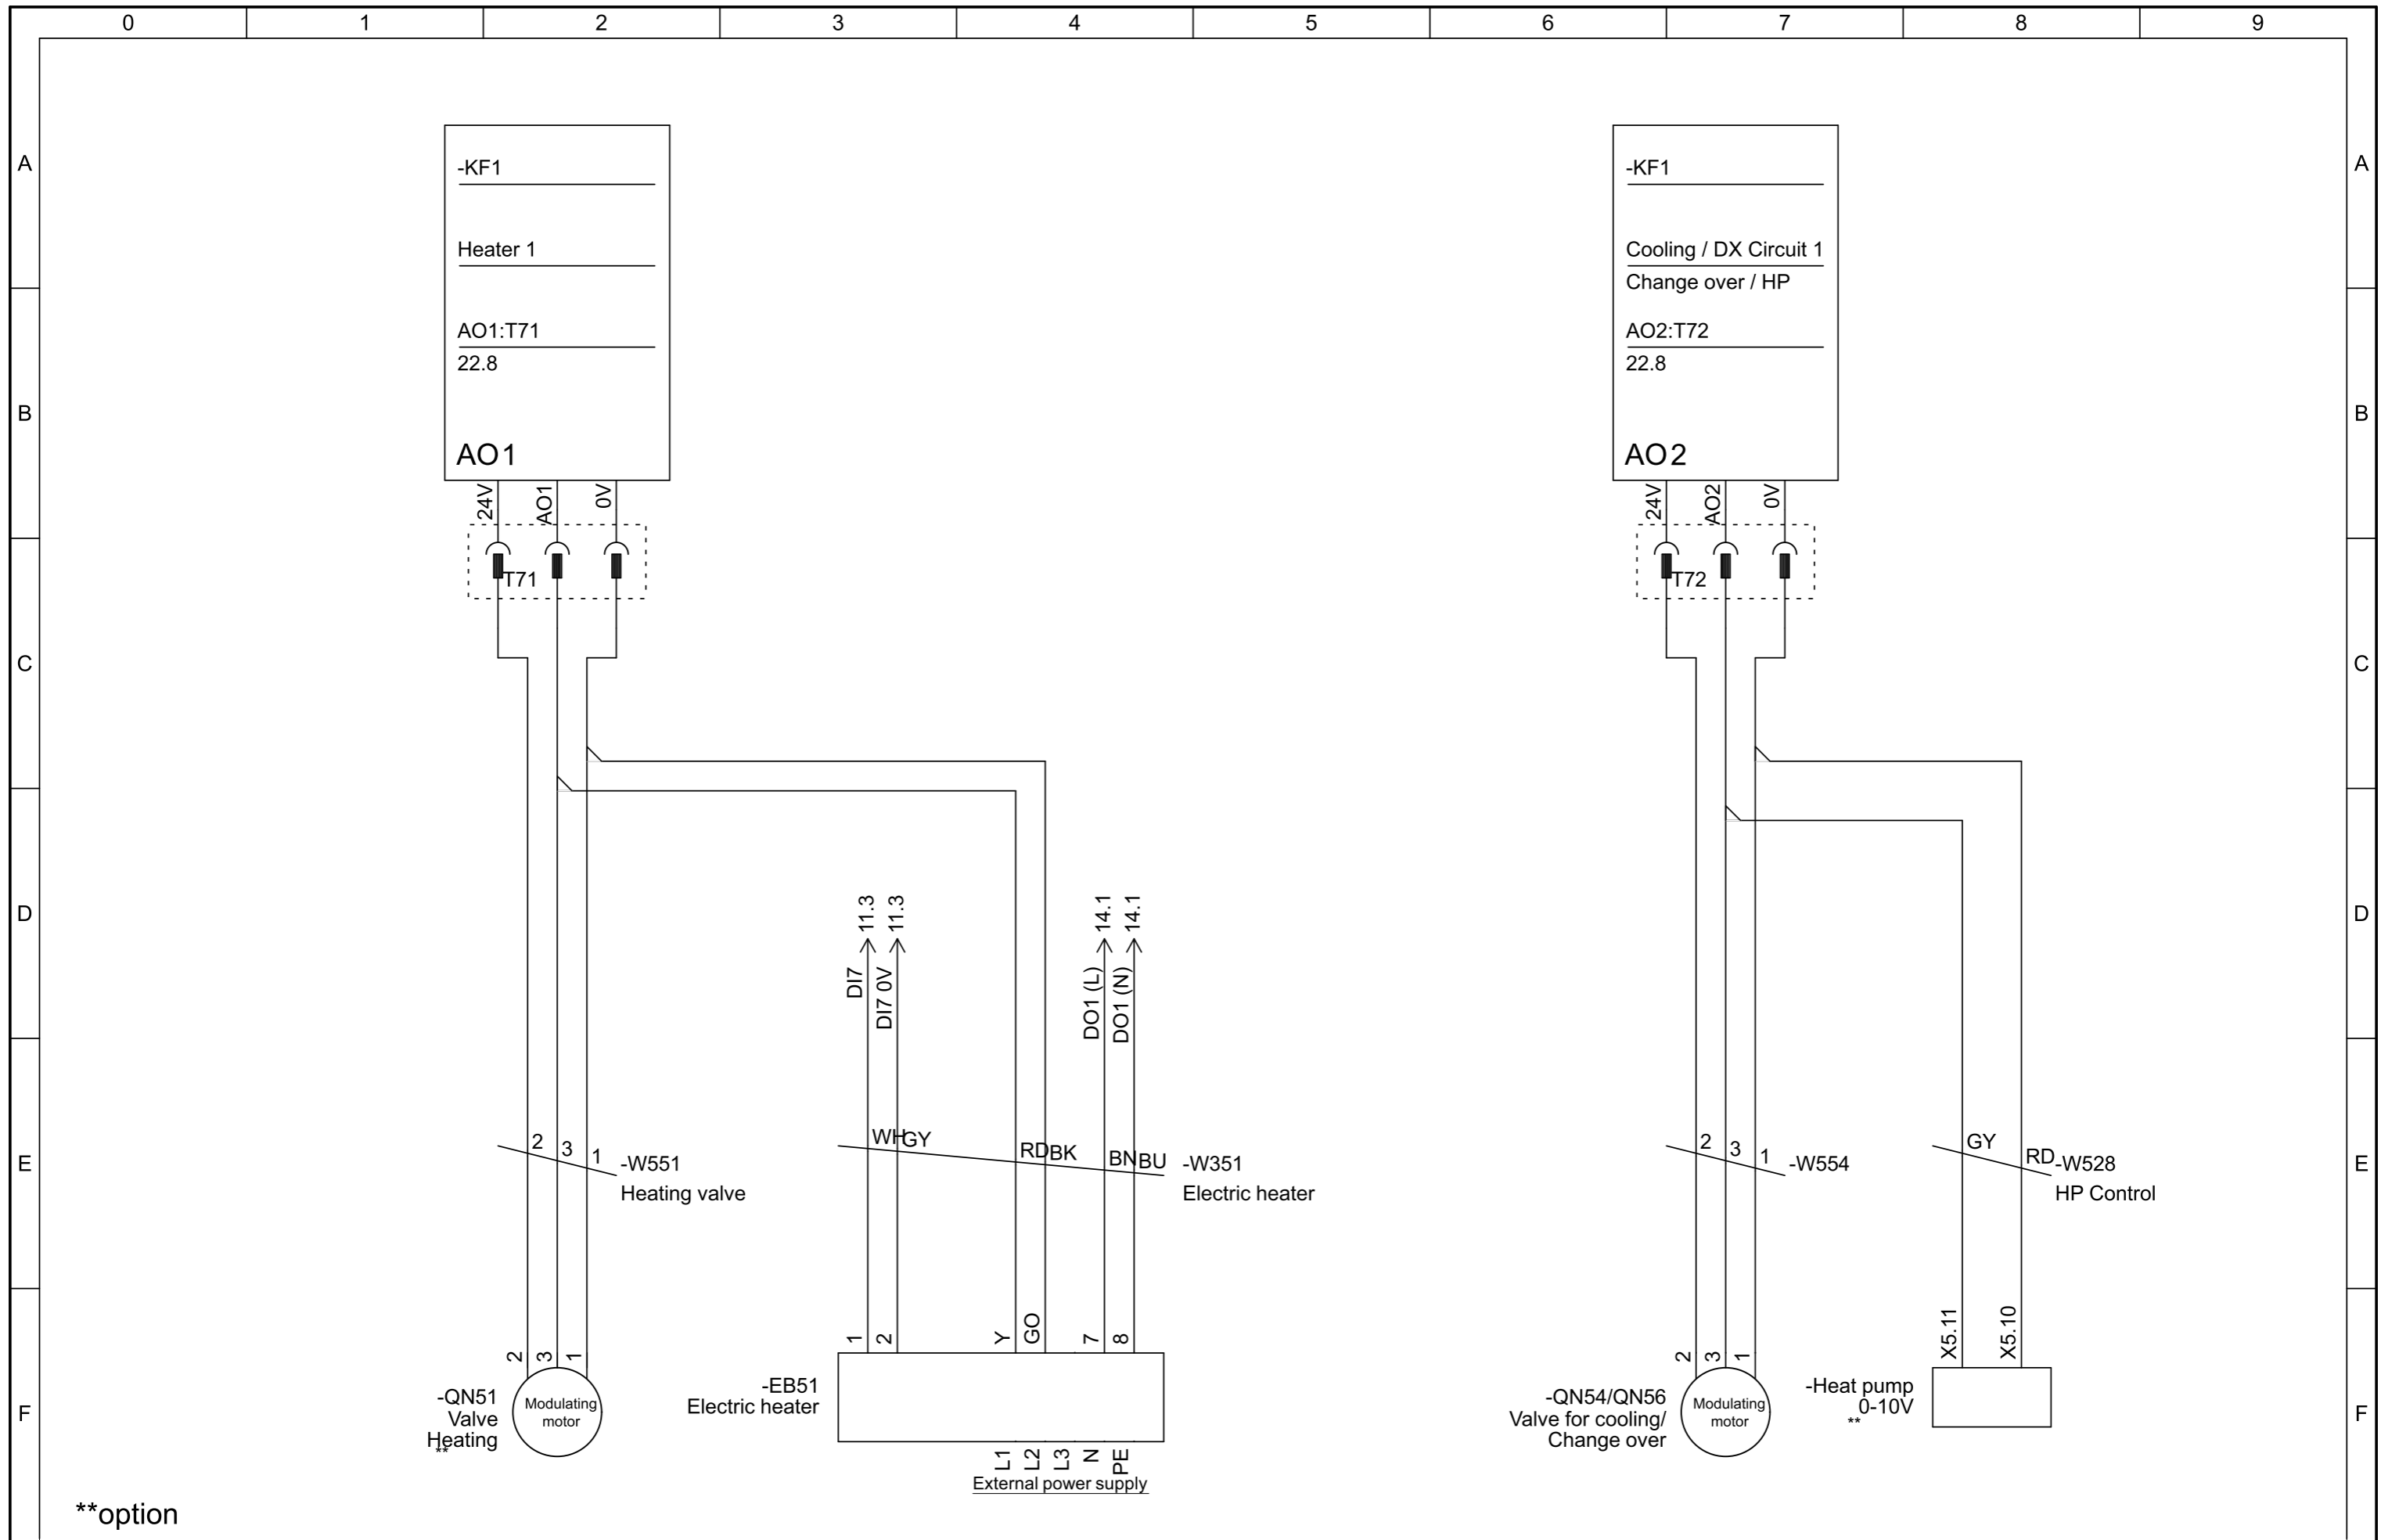 0 1 2 3 4 5 6 7 8 9
A
-KF1
Heater 1
AO1:T71
22.8
AO1
24V
AO1
0V
T71
-KF1
Cooling / DX Circuit 1
Change over / HP
AO2:T72
22.8
AO2
24V
AO2
0V
T72
A
B
B
C
C
D
11.3
11.3
DI7
DI7 0V
14.1
14.1
DO1 (L)
DO1 (N)
D
E
2 3 1
-W551
Heating valve
WH GY RD BK BN BU
-W351
Electric heater
2 3 1
-W554
GY RD
-W528
HP Control
E
F
2 3 1
-QN51
Valve
Heating
**
Modulating
motor
1 2 Y GO 7 8
-EB51
Electric heater
L1 L2 L3 N PE
External power supply
2 3 1
-QN54/QN56
Valve for cooling/
Change over
Modulating
motor
X5.11
X5.10
-Heat pump
0-10V
**
F
**option